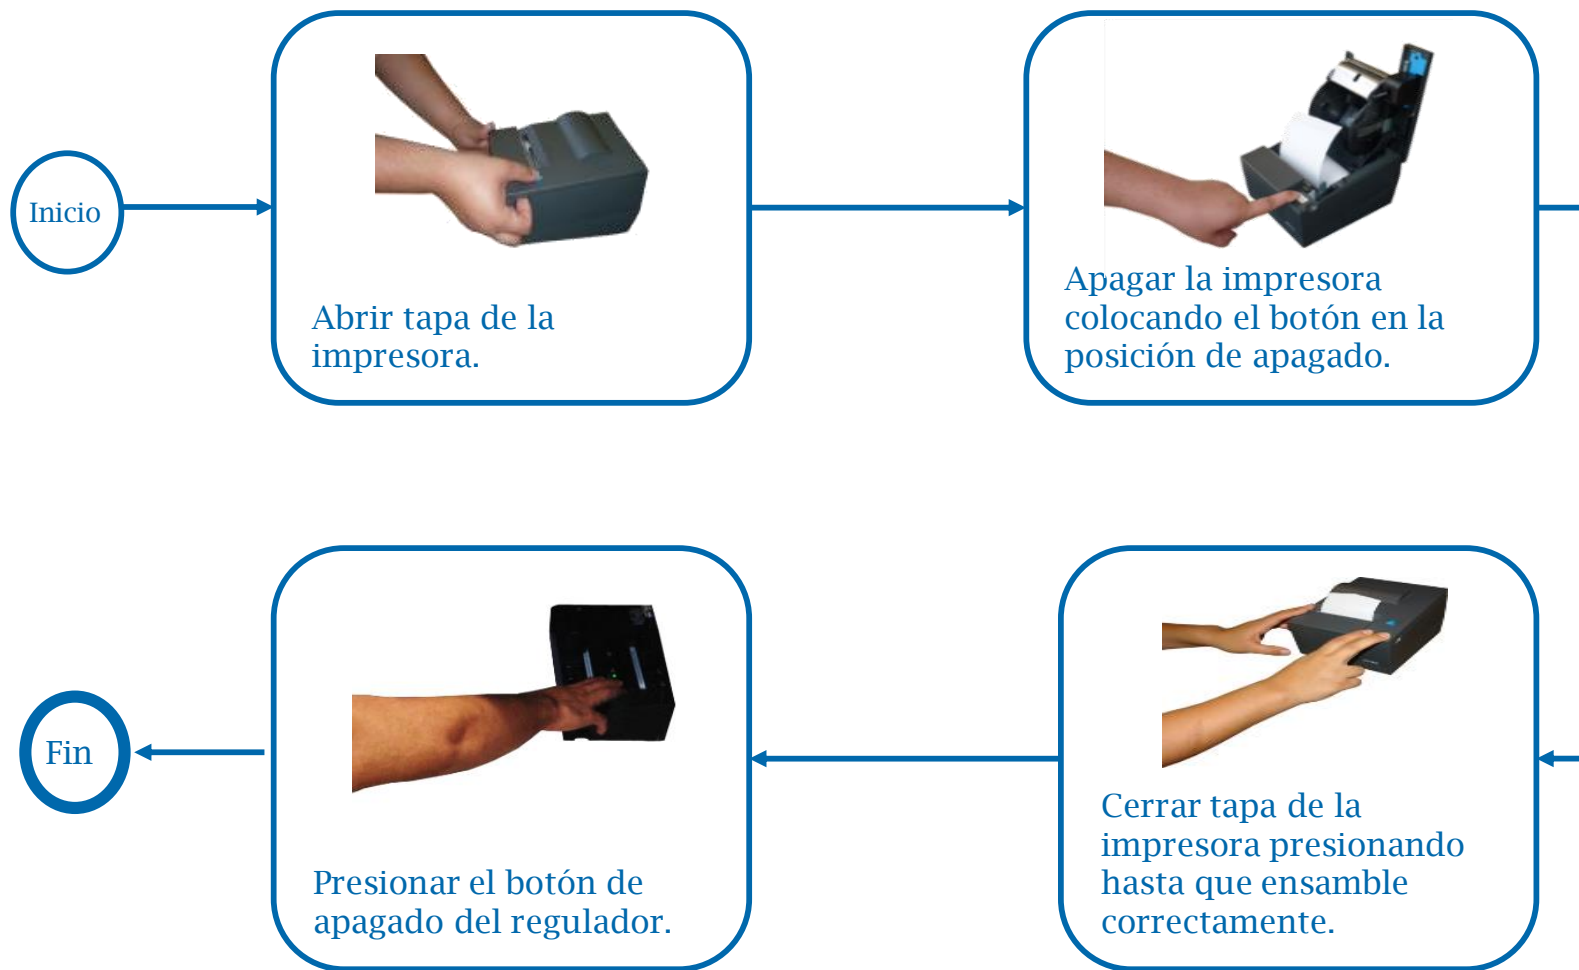 Inicio
Abrir tapa de la
impresora.
Apagar la impresora
colocando el botón en la
posición de apagado.
Cerrar tapa de la
impresora presionando
hasta que ensamble
correctamente.
Presionar el botón de
apagado del regulador.
Fin